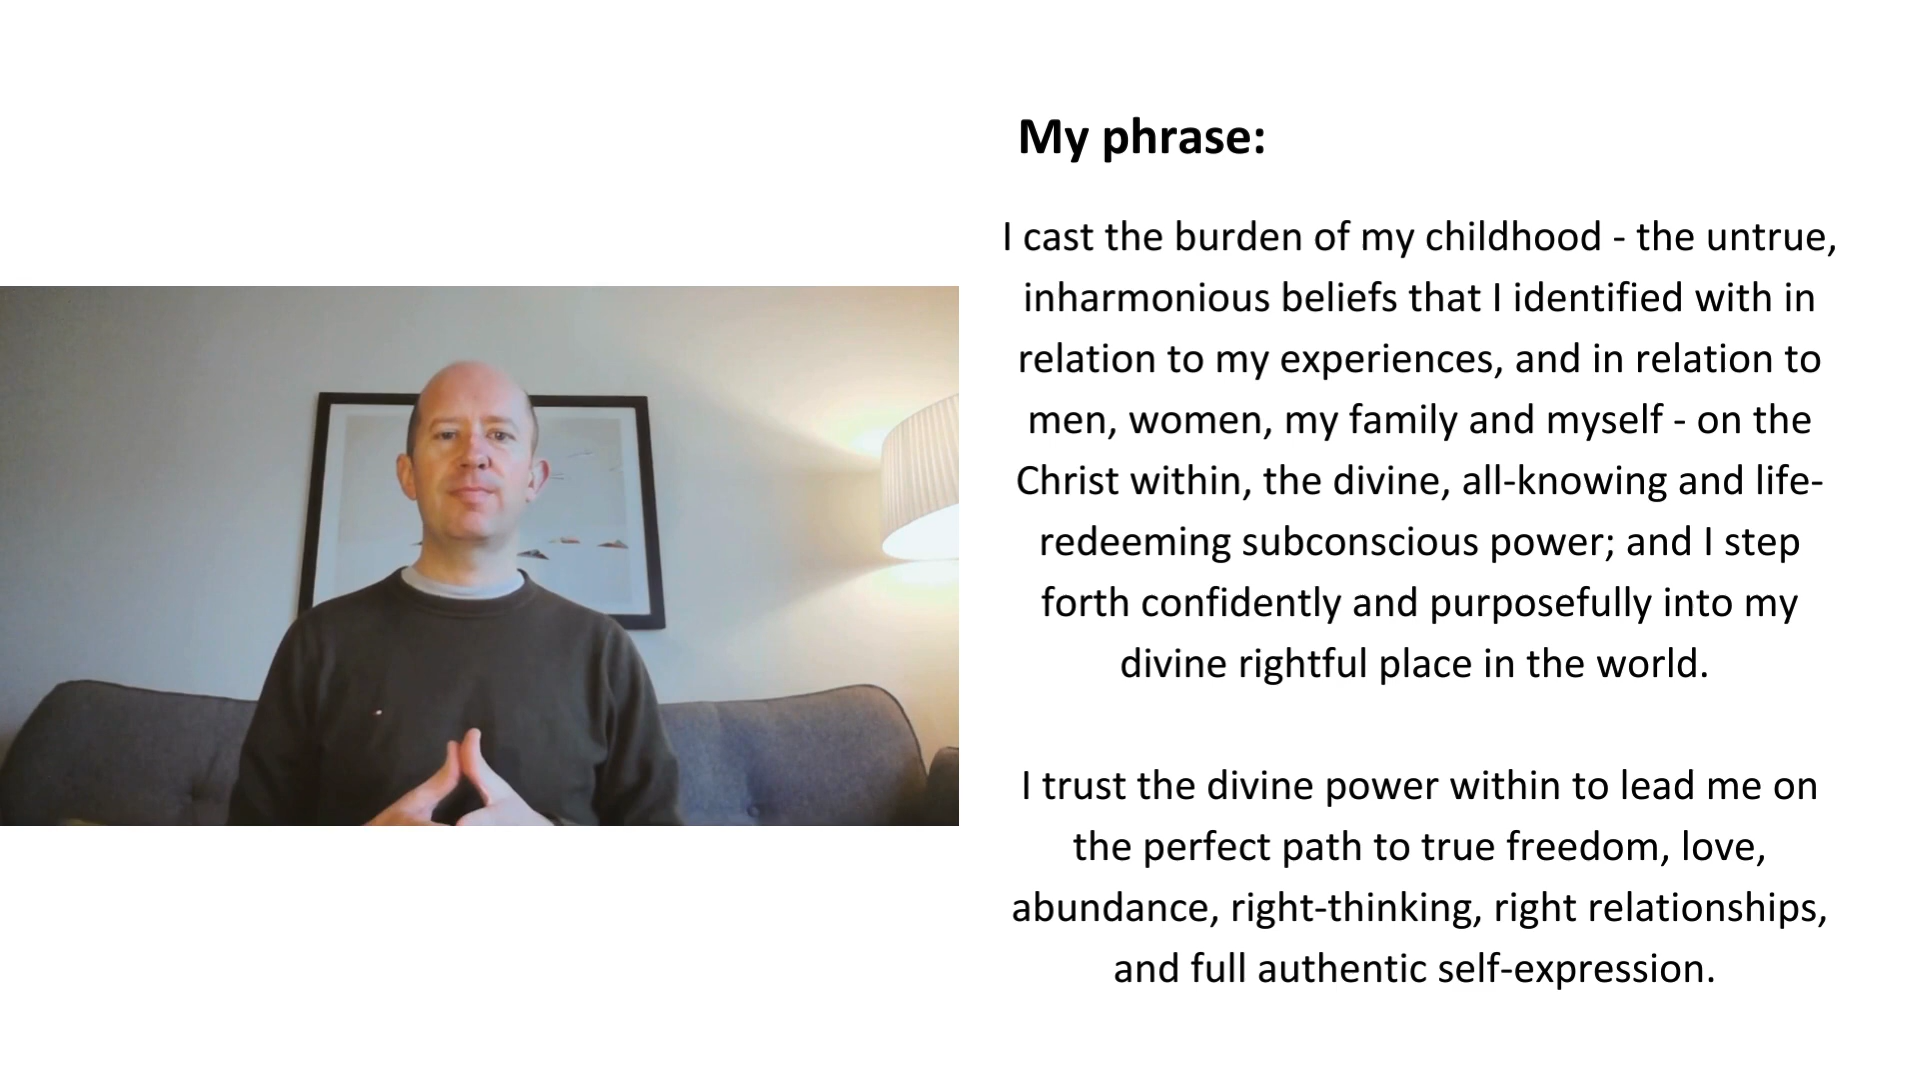 My phrase:
I cast the burden of my childhood - the untrue,
inharmonious beliefs that I identified with in
relation to my experiences, and in relation to
men, women, my family and myself - on the
Christ within, the divine, all-knowing and life-
redeeming subconscious power; and I step
forth confidently and purposefully into my
divine rightful place in the world.
I trust the divine power within to lead me on
the perfect path to true freedom, love,
abundance, right-thinking, right relationships,
and full authentic self-expression.